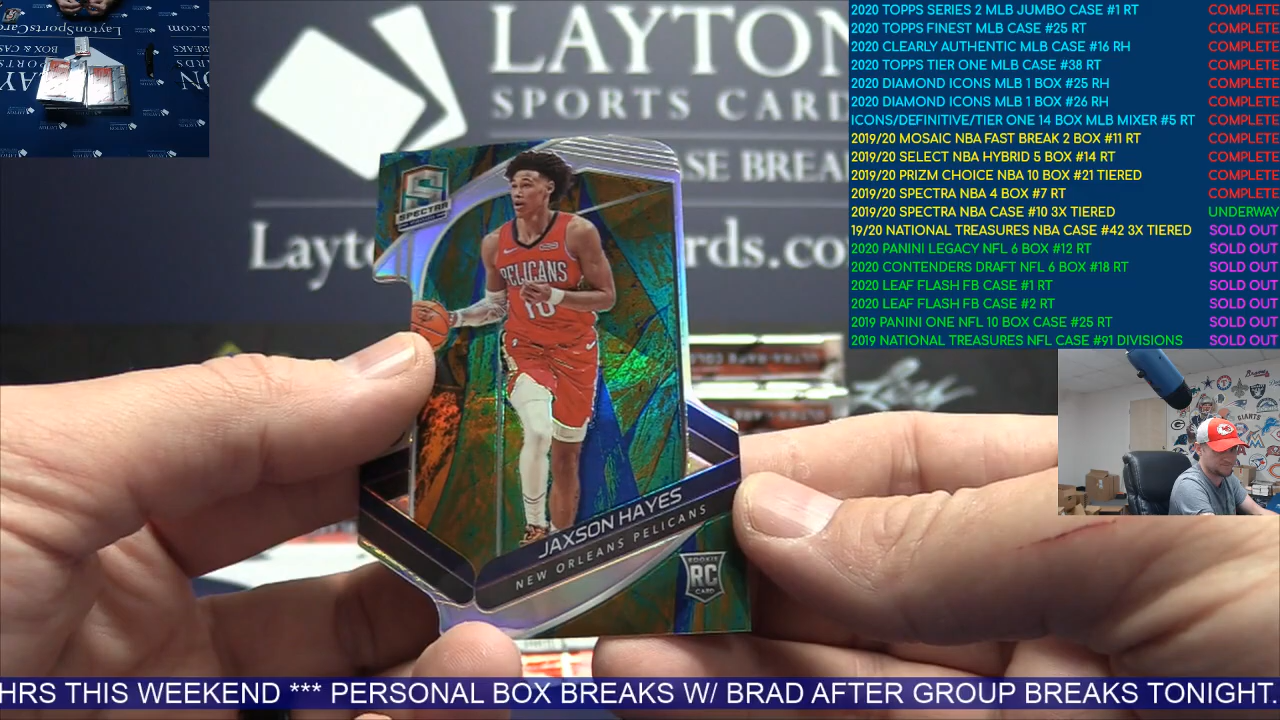 2020 TOPPS SERIES 2 MLB JUMBO CASE #1 RT COMPLETE
2020 TOPPS FINEST MLB CASE #25 RT COMPLETE
2020 CLEARLY AUTHENTIC MLB CASE #16 RH COMPLETE
2020 TOPPS TIER ONE MLB CASE #38 RT COMPLETE
2020 DIAMOND ICONS MLB 1 BOX #25 RH COMPLETE
2020 DIAMOND ICONS MLB 1 BOX #26 RH COMPLETE
ICONS/DEFINITIVE/TIER ONE 14 BOX MLB MIXER #5 RT COMPLETE
2019/20 MOSAIC NBA FAST BREAK 2 BOX #11 RT COMPLETE
2019/20 SELECT NBA HYBRID 5 BOX #14 RT COMPLETE
2019/20 PRIZM CHOICE NBA 10 BOX #21 TIERED COMPLETE
2019/20 SPECTRA NBA 4 BOX #7 RT COMPLETE
2019/20 SPECTRA NBA CASE #10 3X TIERED UNDERWAY
19/20 NATIONAL TREASURES NBA CASE #42 3X TIERED SOLD OUT
2020 PANINI LEGACY NFL 6 BOX #12 RT SOLD OUT
2020 CONTENDERS DRAFT NFL 6 BOX #18 RT SOLD OUT
2020 LEAF FLASH FB CASE #1 RT SOLD OUT
2020 LEAF FLASH FB CASE #2 RT SOLD OUT
2019 PANINI ONE NFL 10 BOX CASE #25 RT SOLD OUT
2019 NATIONAL TREASURES NFL CASE #91 DIVISIONS SOLD OUT
LAYTON
SPORTS CARD
SE BREA
Layto rds.co
SPECTRA
PELICANS
10
JAXSON HAYES
NEW ORLEANS PELICANS
ROOKIE
RC
CARD
GIANTS
HRS THIS WEEKEND *** PERSONAL BOX BREAKS W/ BRAD AFTER GROUP BREAKS TONIGHT.